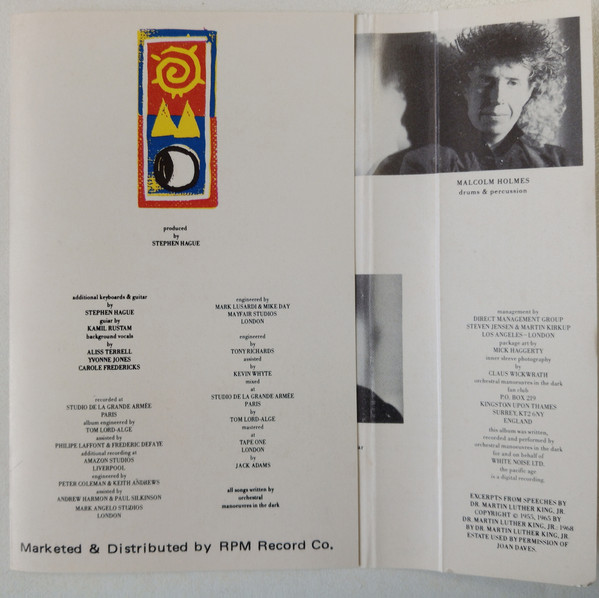 produced
by
STEPHEN HAGUE
additional keyboards & guitar
by
STEPHEN HAGUE
guiar by
KAMIL RUSTAM
background vocals
by
ALISS TERRELL
YVONNE JONES
CAROLE FREDERICKS
recorded at
STUDIO DE LA GRANDE ARMÉE
PARIS
album engineered by
TOM LORD-ALGE
assisted by
PHILIPE LAFFONT & FREDERIC DEFAYE
additional recording at
AMAZON STUDIOS
LIVERPOOL
engineered by
PETER COLEMAN & KEITH ANDREWS
assisted by
ANDREW HARMON & PAUL SILKINSON
MARK ANGELO STUDIOS
LONDON
engineered by
MARK LUSARDI & MIKE DAY
MAYFAIR STUDIOS
LONDON
engineered
by
TONY RICHARDS
assisted
by
KEVIN WHYTE
mixed
at
STUDIO DE LA GRANDE ARMÉE
PARIS
by
TOM LORD-ALGE
mastered
at
TAPE ONE
LONDON
by
JACK ADAMS
all songs written by
orchestral
manoeuvres in the dark
Marketed & Distributed by RPM Record Co.
MALCOLM HOLMES
drums & percussion
management by
DIRECT MANAGEMENT GROUP
STEVEN JENSEN & MARTIN KIRKUP
LOS ANGELES–LONDON
package art by
MICK HAGGERTY
inner sleeve photography
by
CLAUS WICKWRATH
orchestral manoeuvres in the dark
fan club
P.O. BOX 229
KINGSTON UPON THAMES
SURREY, KT2 6NY
ENGLAND
this album was written,
recorded and performed by
orchestral manoeuvres in the dark
for and on behalf of
WHITE NOISE LTD.
the pacific age
is a digital recording
EXCERPTS FROM SPEECHES BY
DR. MARTIN LUTHER KING, JR.
COPYRIGHT © 1955, 1965 BY
DR. MARTIN LUTHER KING, JR. 1968
BY DR. MARTIN LUTHER KING, JR.
ESTATE USED BY PERMISSION OF
JOAN DAVES.